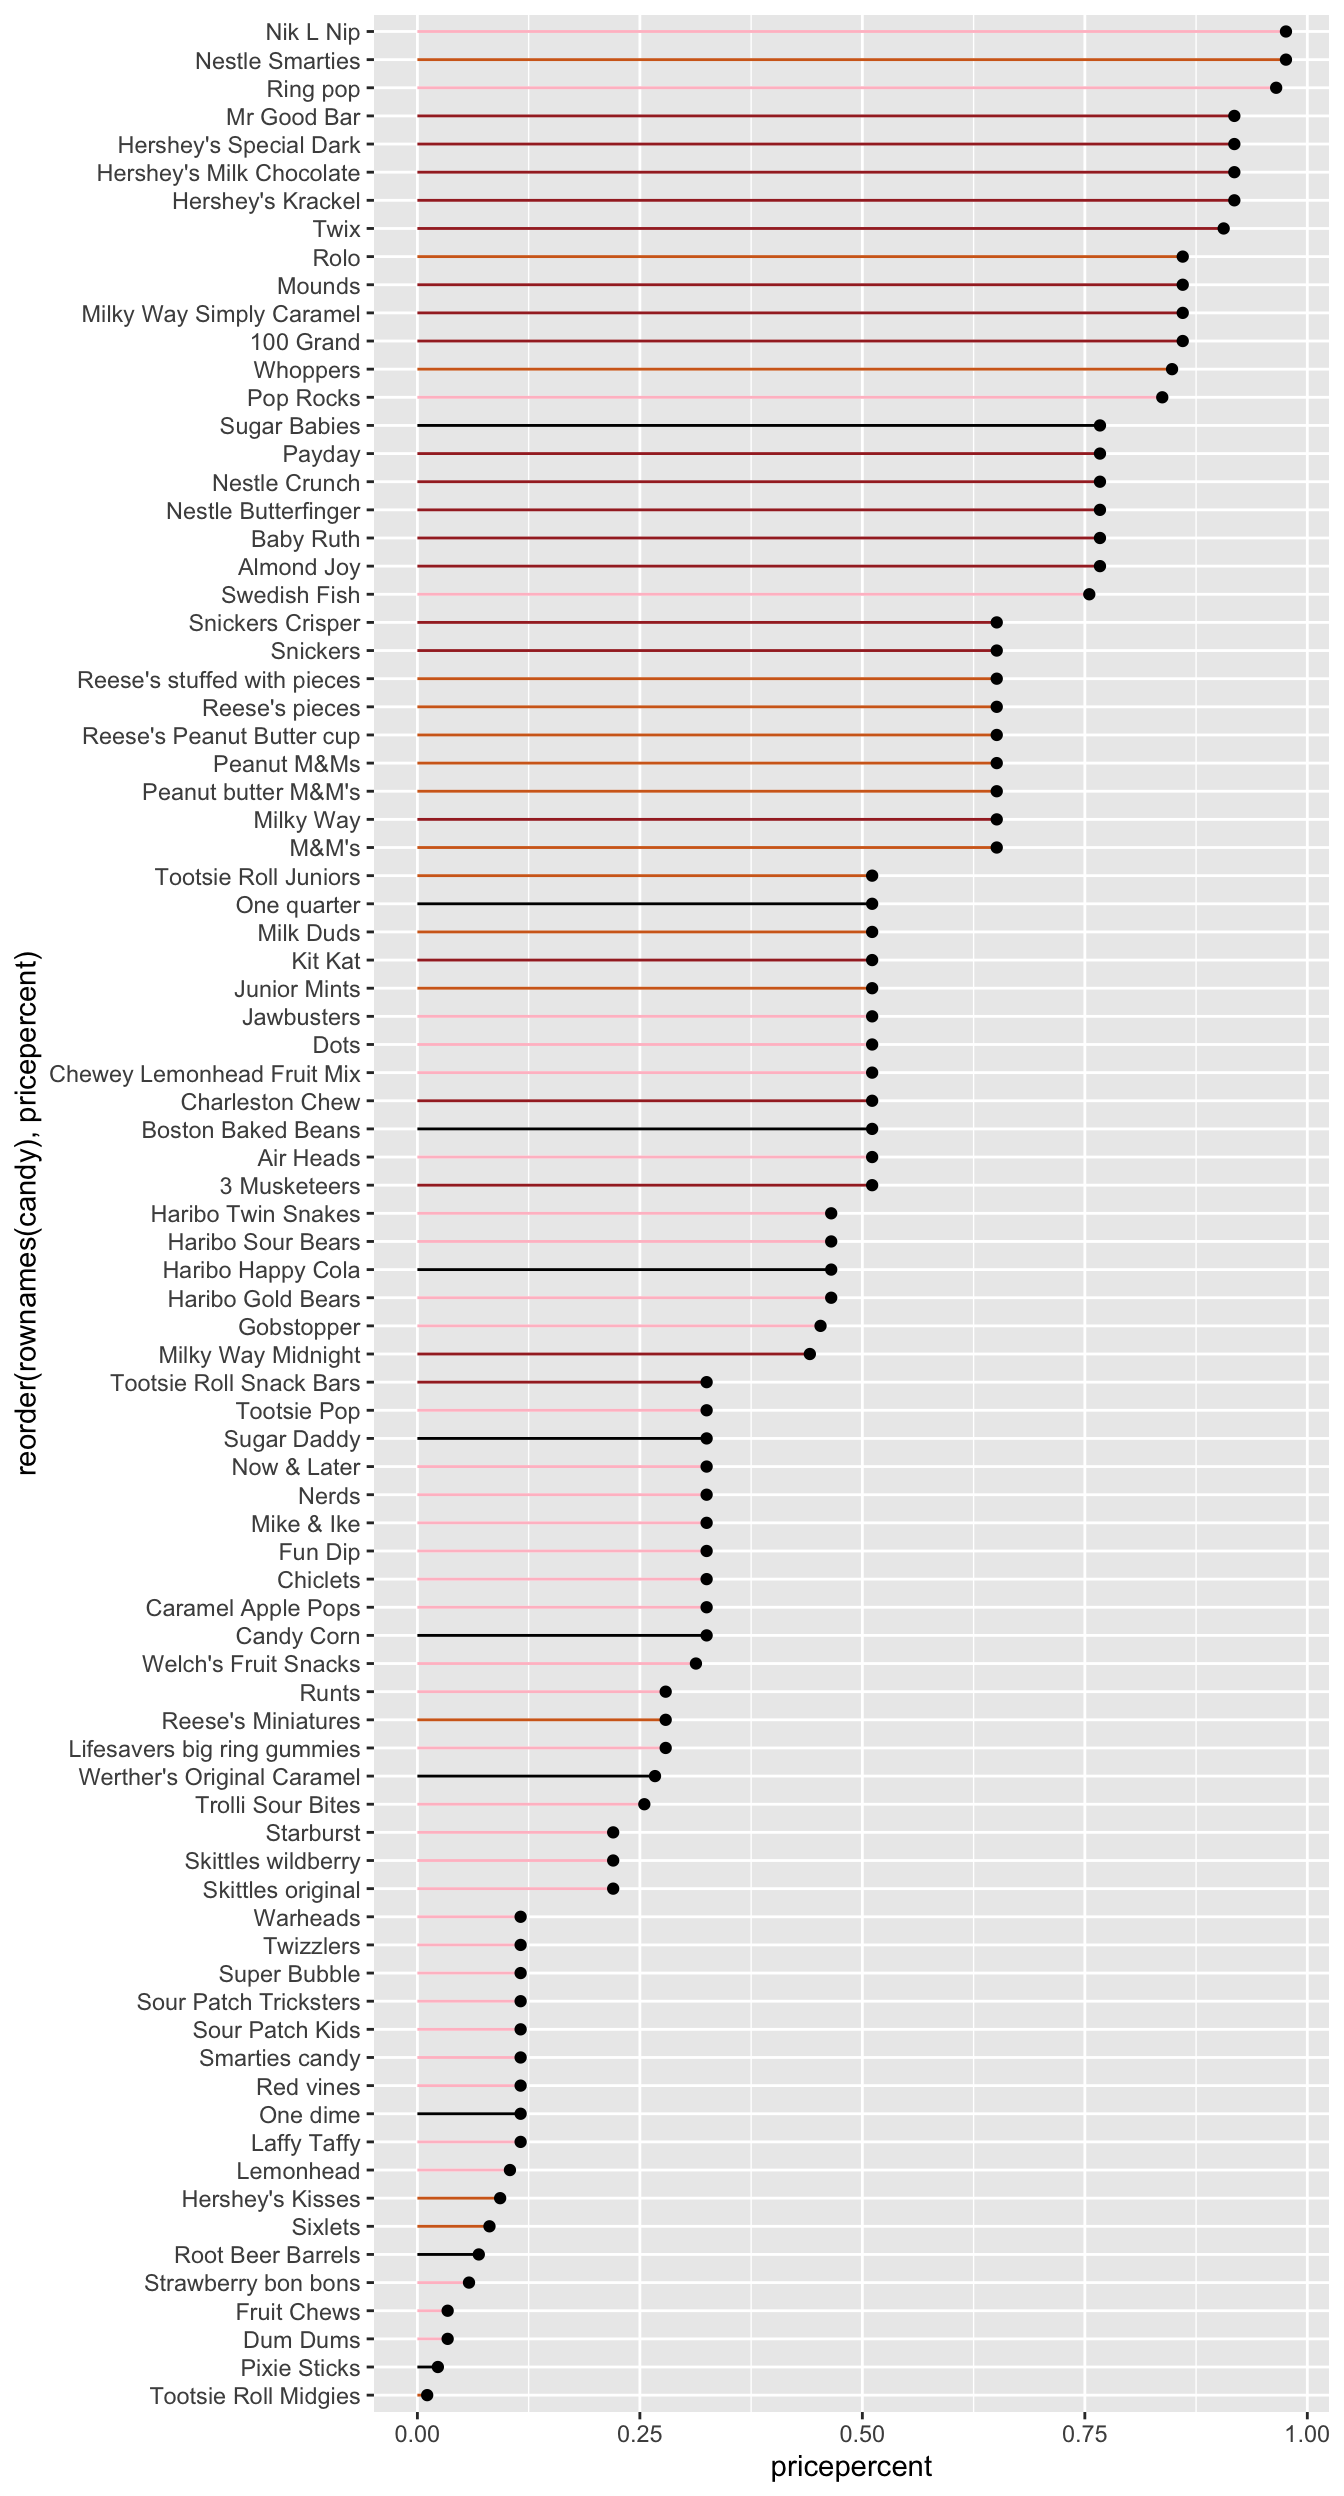 Nik L Nip
Nestle Smarties
Ring pop
Mr Good Bar
Hershey's Special Dark
Hershey's Milk Chocolate
Hershey's Krackel
Twix
Rolo
Mounds
Milky Way Simply Caramel
100 Grand
Whoppers
Pop Rocks
Sugar Babies
Payday
Nestle Crunch
Nestle Butterfinger
Baby Ruth
Almond Joy
Swedish Fish
Snickers Crisper
Snickers
Reese's stuffed with pieces
Reese's pieces
Reese's Peanut Butter cup
Peanut M&Ms
Peanut butter M&M's
Milky Way
M&M's
Tootsie Roll Juniors
One quarter
Milk Duds
Kit Kat
Junior Mints
Jawbusters
Dots
Chewey Lemonhead Fruit Mix
Charleston Chew
Boston Baked Beans
Air Heads
3 Musketeers
Haribo Twin Snakes
Haribo Sour Bears
Haribo Happy Cola
Haribo Gold Bears
Gobstopper
Milky Way Midnight
Tootsie Roll Snack Bars
Tootsie Pop
Sugar Daddy
Now & Later
Nerds
Mike & Ike
Fun Dip
Chiclets
Caramel Apple Pops
Candy Corn
Welch's Fruit Snacks
Runts
Reese's Miniatures
Lifesavers big ring gummies
Werther's Original Caramel
Trolli Sour Bites
Starburst
Skittles wildberry
Skittles original
Warheads
Twizzlers
Super Bubble
Sour Patch Tricksters
Sour Patch Kids
Smarties candy
Red vines
One dime
Laffy Taffy
Lemonhead
Hershey's Kisses
Sixlets
Root Beer Barrels
Strawberry bon bons
Fruit Chews
Dum Dums
Pixie Sticks
Tootsie Roll Midgies
reorder(rownames(candy), pricepercent)
0.00 0.25 0.50 0.75 1.00
pricepercent